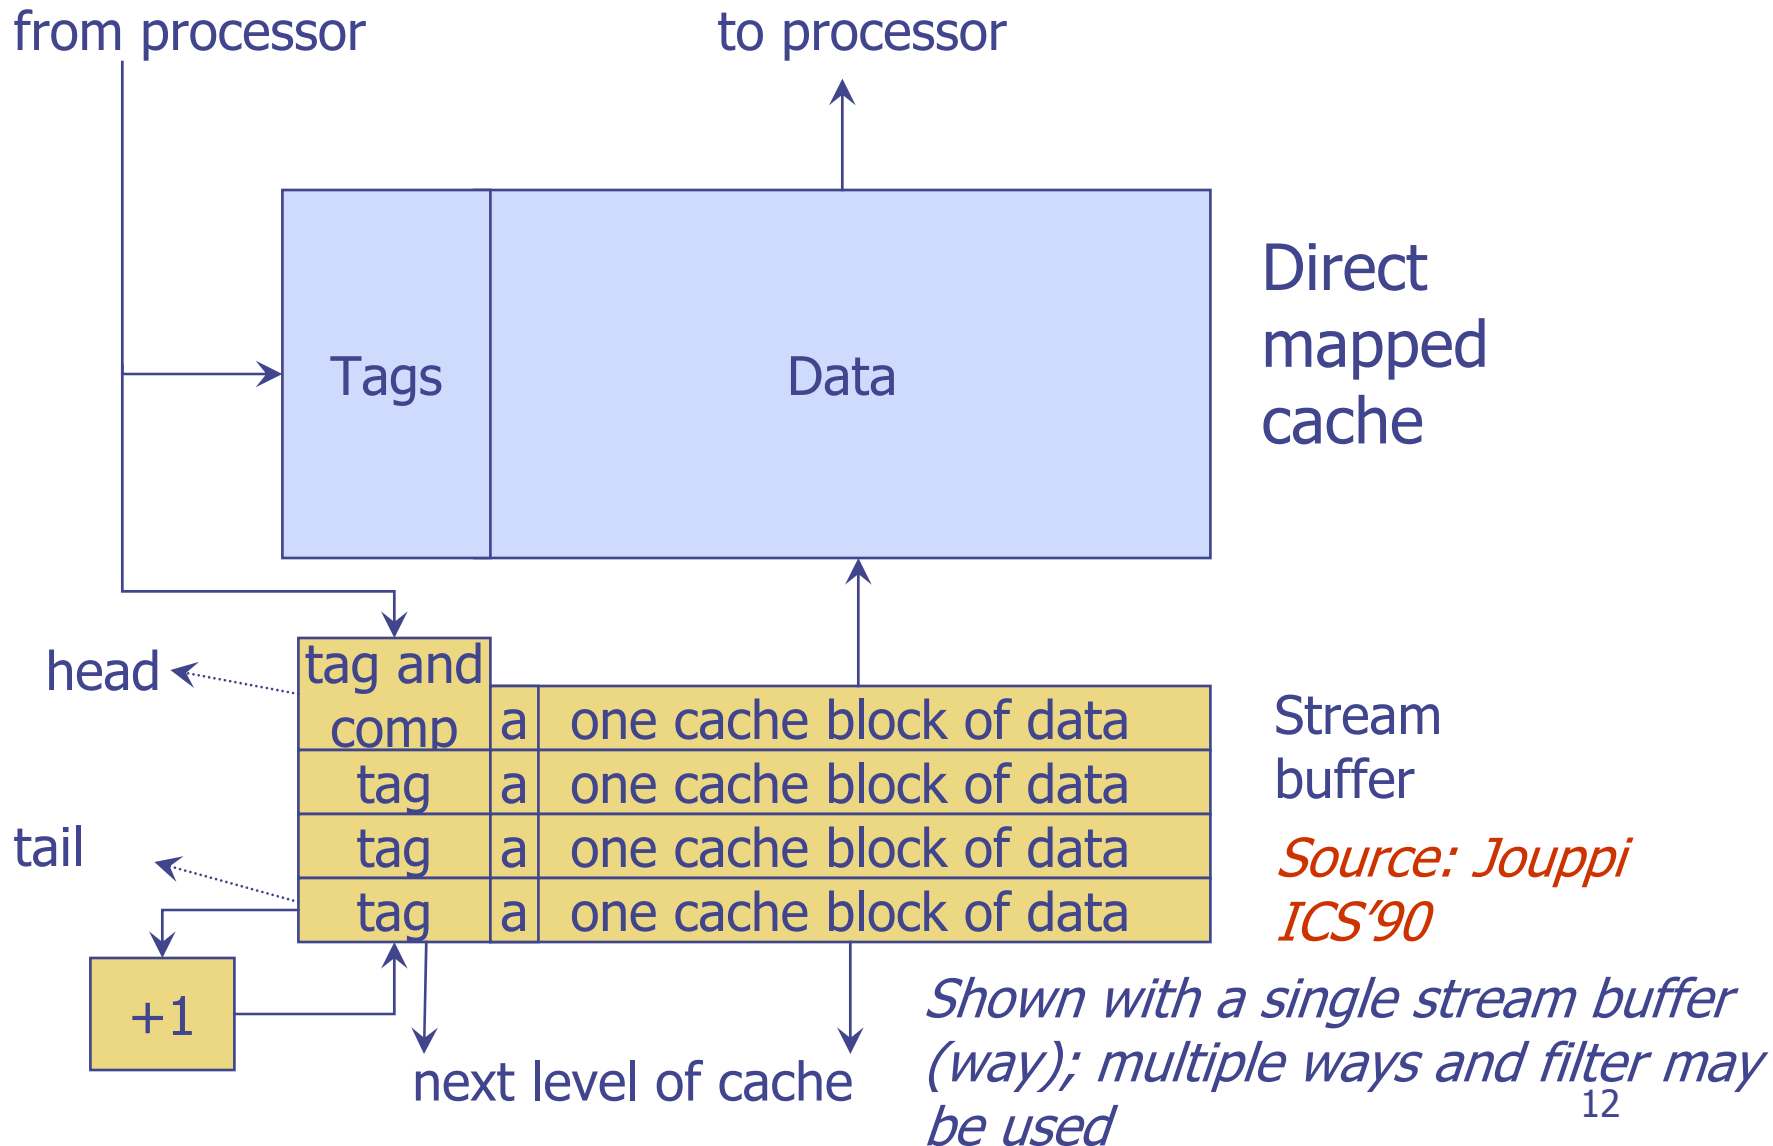 from processor
to processor
Tags
Data
Direct
mapped
cache
head
tag and
comp
a
one cache block of data
tag
a
one cache block of data
tail
tag
a
one cache block of data
tag
a
one cache block of data
Stream
buffer
Source: Jouppi
ICS’90
+1
next level of cache
Shown with a single stream buffer
(way); multiple ways and filter may
be used
12